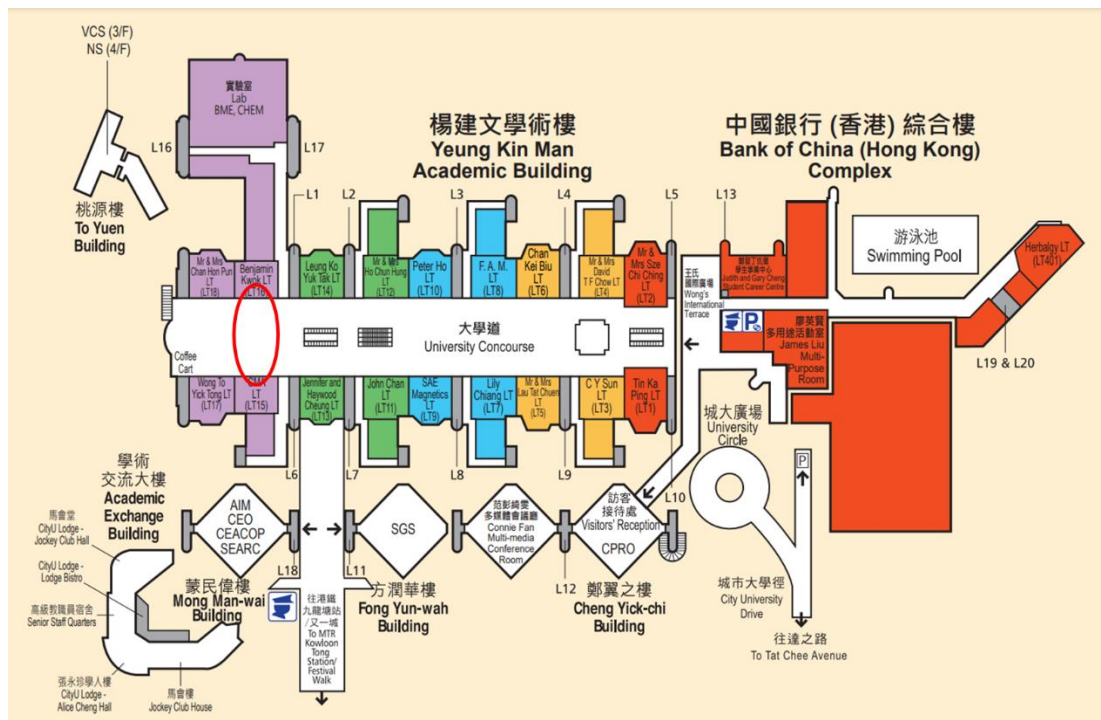 VCS (3/F)
NS (4/F)
實驗室
Lab
BME, CHEM
L16
L17
桃源樓
To Yuen
Building
楊建文學術樓
Yeung Kin Man
Academic Building
中國銀行 (香港) 綜合樓
Bank of China (Hong Kong)
Complex
L1
L2
L3
L4
L5
L13
游泳池
Swimming Pool
Herbalgy LT
(LT401)
L19 & L20
Mr & Mrs
Chan Hon Pun
LT
(LT18)
Benjamin
Kwok LT
(LT16)
Leung Ko
Yuk Tak LT
(LT14)
Mr & Mrs
Ho Chun Hung
LT
(LT12)
Peter Ho
LT
(LT10)
F. A. M.
LT
(LT8)
Chan
Kei Biu
LT
(LT6)
Mr & Mrs
David
T F Chow LT
(LT4)
Mr &
Mrs Sze
Chi Ching
LT
(LT2)
王氏
國際廣場
Wong's
International
Terrace
學生事業中心
Judith and Gary Cheng
Student Career Centre
P
廖英賢
多用途活動室
James Liu
Multi-
Purpose
Room
大學道
University Concourse
Coffee
Cart
Wong To
Yick Tong LT
(LT17)
LT
(LT15)
Jennifer and
Haywood
Cheung LT
(LT13)
John Chan
LT
(LT11)
SAE
Magnetics
LT
(LT9)
Lily
Chiang LT
(LT7)
Mr & Mrs
Lau Tat Chuen
LT
(LT5)
C Y Sun
LT
(LT3)
Tin Ka
Ping LT
(LT1)
城大廣場
University
Circle
P
L6
L7
L8
L9
L10
學術
交流大樓
Academic
Exchange
Building
AIM
CEO
CEACOP
SEARC
SGS
范彭綺雯
多媒體會議廳
Connie Fan
Multi-media
Conference
Room
訪客
接待處
Visitors' Reception
CPRO
馬會堂
CityU Lodge -
Jockey Club Hall
CityU Lodge -
Lodge Bistro
高級教職員宿舍
Senior Staff Quarters
張永珍學人樓
CityU Lodge -
Alice Cheng Hall
馬會樓
Jockey Club House
L18
L11
L12
蒙民偉樓
Mong Man-wai
Building
往港鐵
九龍塘站
/又一城
To MTR
Kowloon
Tong
Station/
Festival
Walk
方潤華樓
Fong Yun-wah
Building
鄭翼之樓
Cheng Yick-chi
Building
城市大學徑
City University
Drive
往達之路
To Tat Chee Avenue